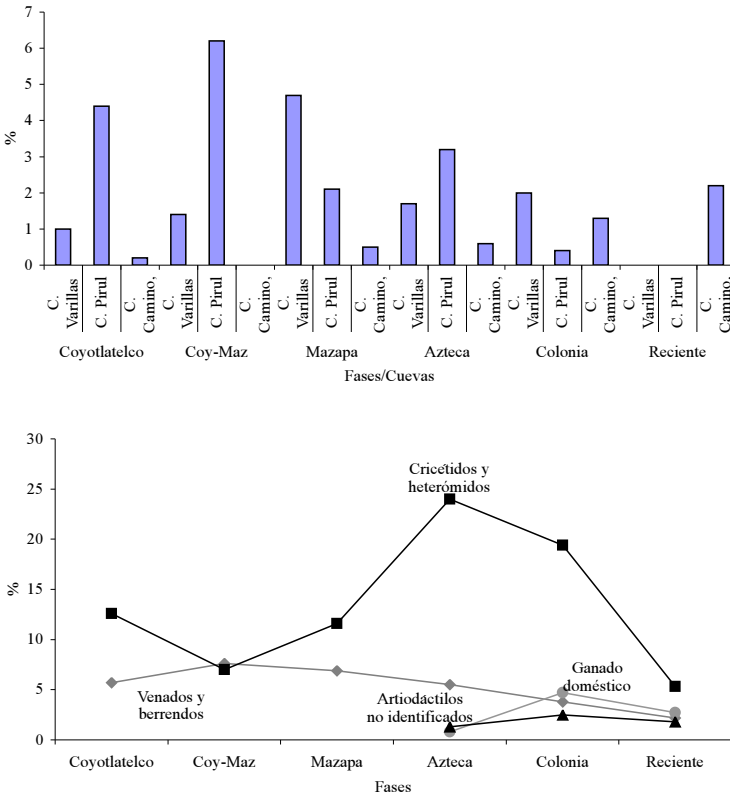 7
6
5
4
3
2
1
0
%
C. Varillas
C. Pirul
C. Camino,
C. Varillas
C. Pirul
C. Camino,
C. Varillas
C. Pirul
C. Camino,
C. Varillas
C. Pirul
C. Camino,
C. Varillas
C. Pirul
C. Camino,
C. Varillas
C. Pirul
C. Camino,
Coyotlatelco Coy-Maz Mazapa Azteca Colonia Reciente
Fases/Cuevas
30
25
20
15
10
5
0
%
Cricétidos y
heterómidos
Venados y
berrendos
Artiodáctilos
no identificados
Ganado
doméstico
Coyotlatelco Coy-Maz Mazapa Azteca Colonia Reciente
Fases